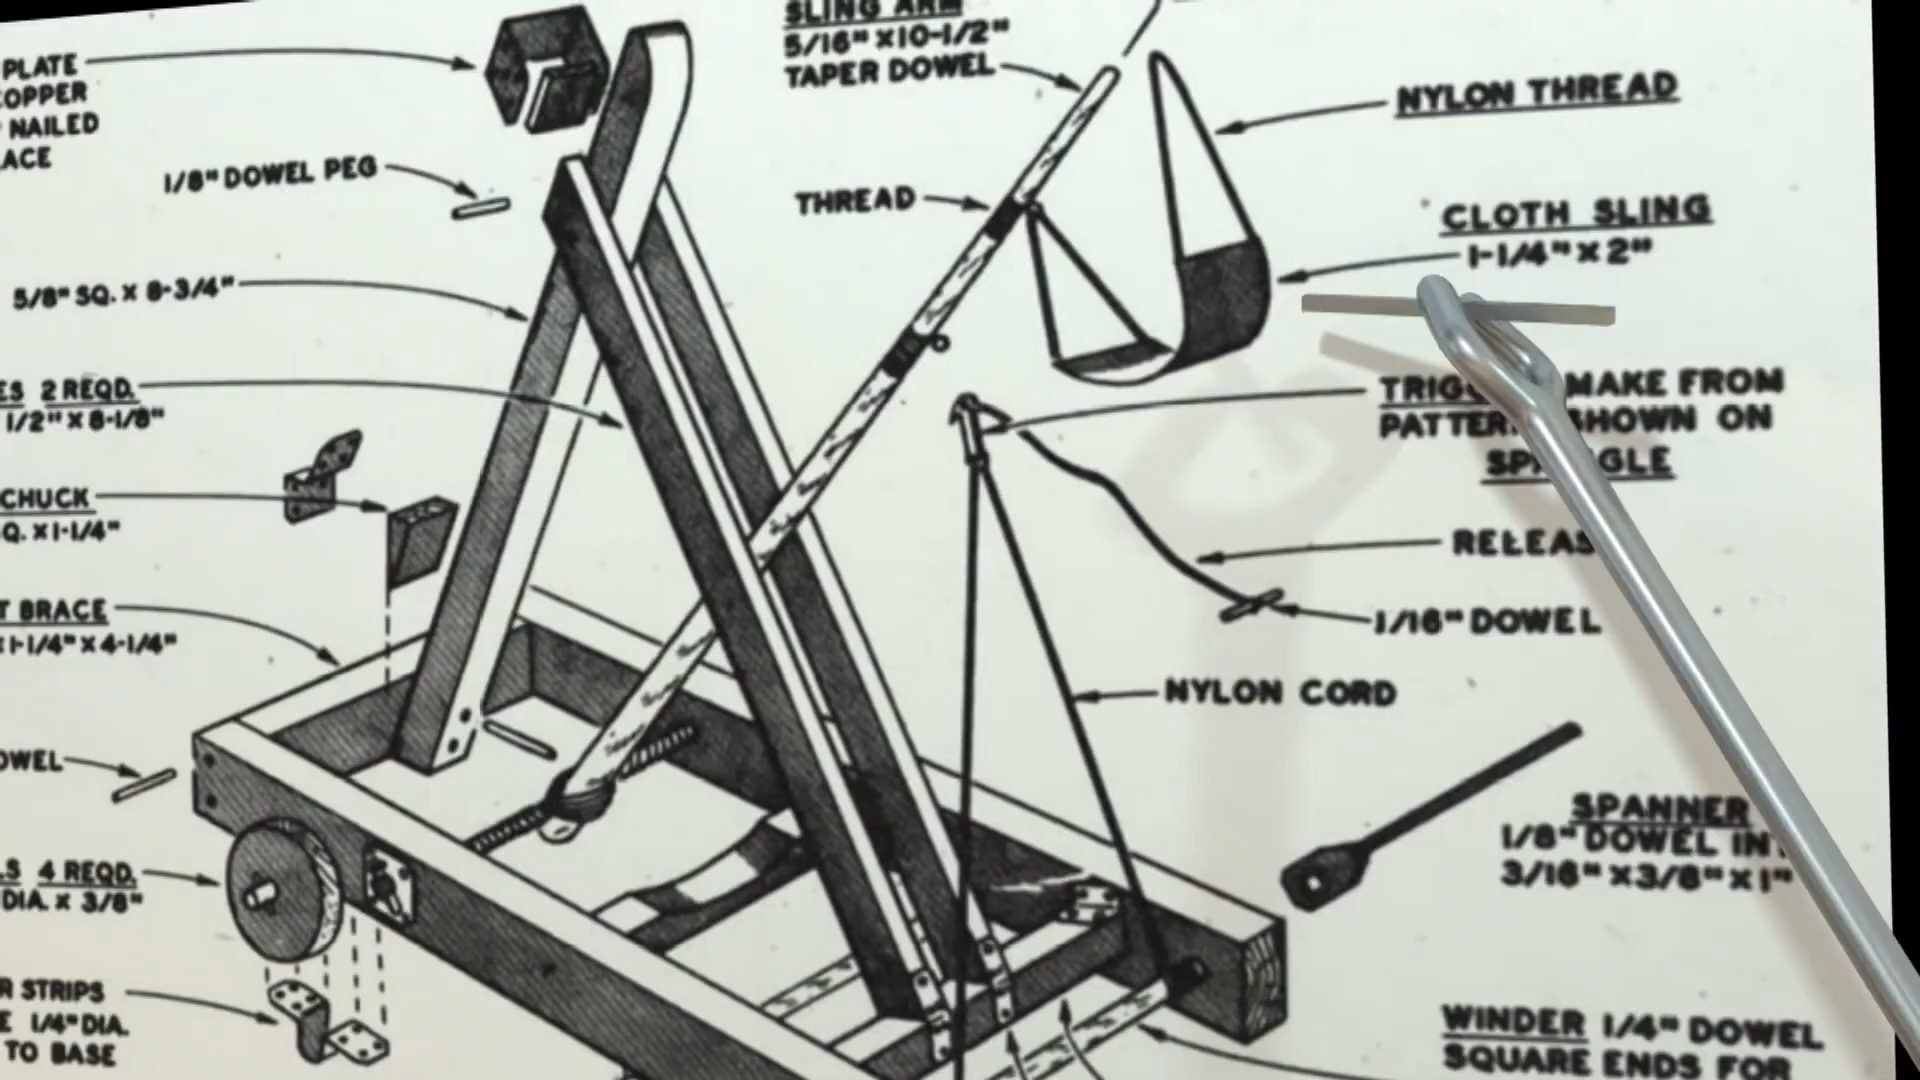 PLATE
COPPER
NAILED
1/8" DOWEL PEG
5/8" SQ. X 8-3/4"
2 REQD.
1/2" X 8-1/8"
CHUCK
Q. X 1-1/4"
BRACE
1-1/4" X 4-1/4"
4 REQD.
DIA. X 3/8"
STRIPS
1/4" DIA.
TO BASE
SLING ARM
5/16" X 10-1/2"
TAPER DOWEL
THREAD
NYLON THREAD
CLOTH SLING
1-1/4" X 2"
MAKE FROM
SHOWN ON
1/16" DOWEL
NYLON CORD
SPANNER
1/8" DOWEL IN
3/16" X 3/8" X 1"
WINDER 1/4" DOWEL
SQUARE ENDS FOR